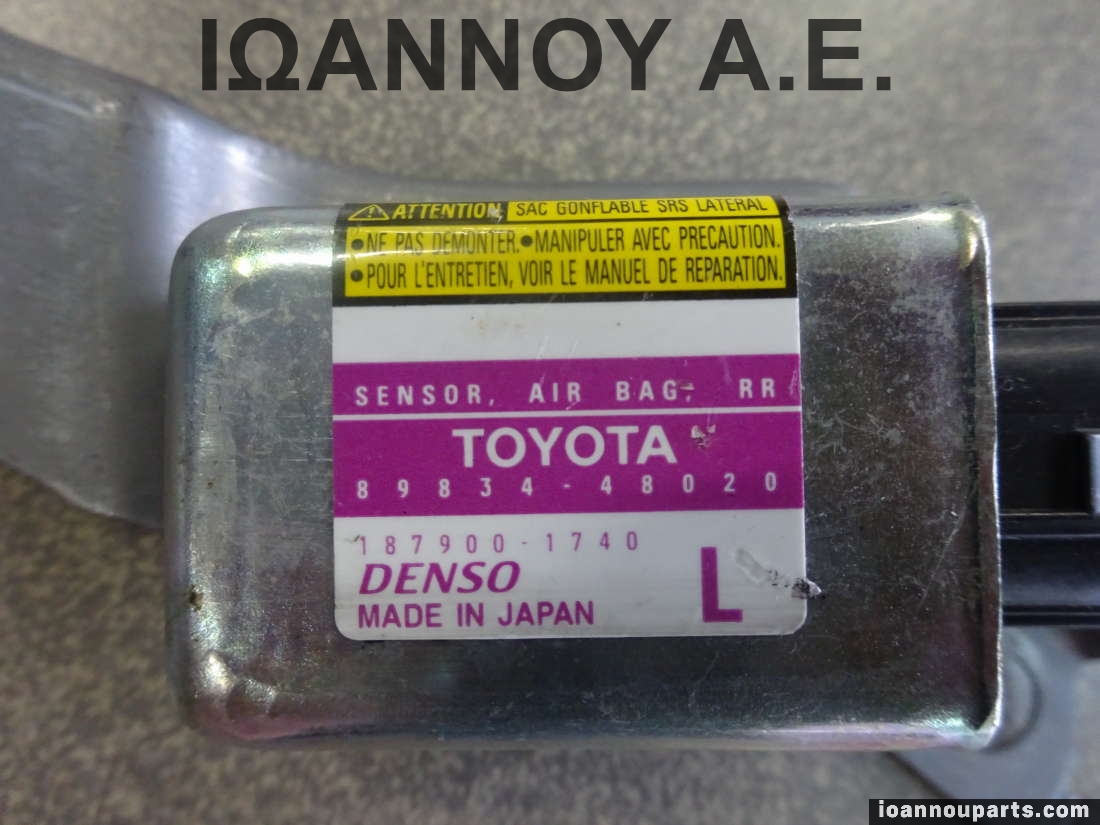 ΙΩΑΝΝΟΥ Α.Ε.
ATTENTION SAC GONFLABLE SRS LATERAL
•NE PAS DEMONTER.•MANIPULER AVEC PRECAUTION.
•POUR L'ENTRETIEN, VOIR LE MANUEL DE REPARATION.
SENSOR, AIR BAG, RR
TOYOTA
89834-48020
187900-1740
DENSO
L
MADE IN JAPAN
ioannouparts.com